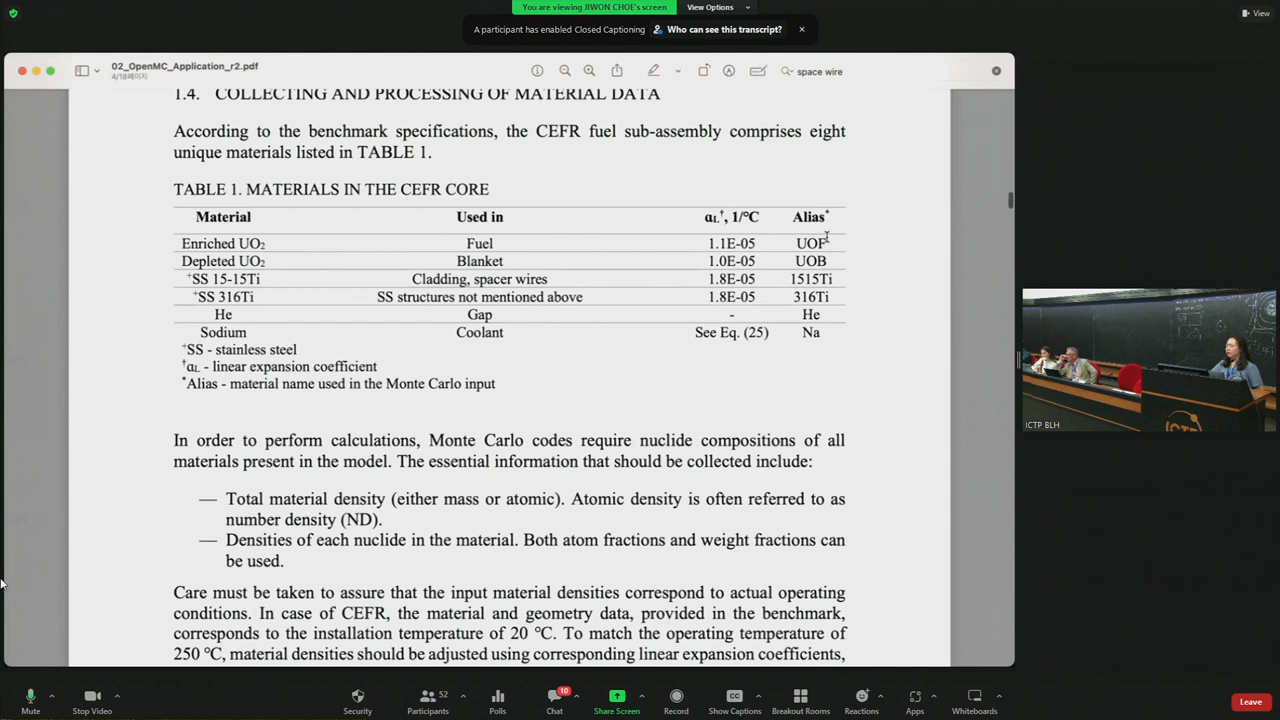 You are viewing JIWON CHOE's screen
View Options
A participant has enabled Closed Captioning Who can see this transcript?
View
02_OpenMC_Application_r2.pdf
4/18페이지
space wire
1.4. COLLECTING AND PROCESSING OF MATERIAL DATA
According to the benchmark specifications, the CEFR fuel sub-assembly comprises eight
unique materials listed in TABLE 1.
TABLE 1. MATERIALS IN THE CEFR CORE
Material Used in αL†, 1/°C Alias*
Enriched UO2 Fuel 1.1E-05 UOF
Depleted UO2 Blanket 1.0E-05 UOB
+SS 15-15Ti Cladding, spacer wires 1.8E-05 1515Ti
+SS 316Ti SS structures not mentioned above 1.8E-05 316Ti
He Gap - He
Sodium Coolant See Eq. (25) Na
+SS - stainless steel
†αL - linear expansion coefficient
*Alias - material name used in the Monte Carlo input
In order to perform calculations, Monte Carlo codes require nuclide compositions of all
materials present in the model. The essential information that should be collected include:
— Total material density (either mass or atomic). Atomic density is often referred to as
number density (ND).
— Densities of each nuclide in the material. Both atom fractions and weight fractions can
be used.
Care must be taken to assure that the input material densities correspond to actual operating
conditions. In case of CEFR, the material and geometry data, provided in the benchmark,
corresponds to the installation temperature of 20 °C. To match the operating temperature of
250 °C, material densities should be adjusted using corresponding linear expansion coefficients,
ICTP BLH
Mute
Stop Video
Security
52
Participants
Polls
10
Chat
Share Screen
Record
CC
Show Captions
Breakout Rooms
Reactions
Apps
Whiteboards
Leave